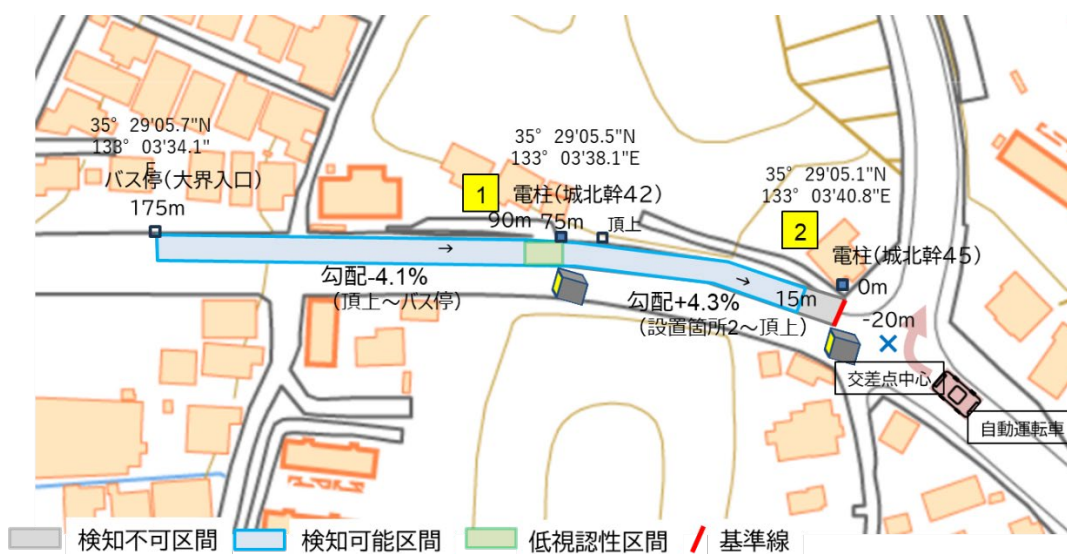 35° 29'05.7"N
133° 03'34.1"
E
バス停(大界入口)
175m
35° 29'05.5"N
133° 03'38.1"E
1
電柱(城北幹42)
90m 75m
頂上
35° 29'05.1"N
133° 03'40.8"E
2
電柱(城北幹45)
0m
→
勾配-4.1%
(頂上～バス停)
→
勾配+4.3%
(設置箇所2～頂上)
15m
-20m
×
交差点中心
自動運転車
検知不可区間
検知可能区間
低視認性区間
基準線